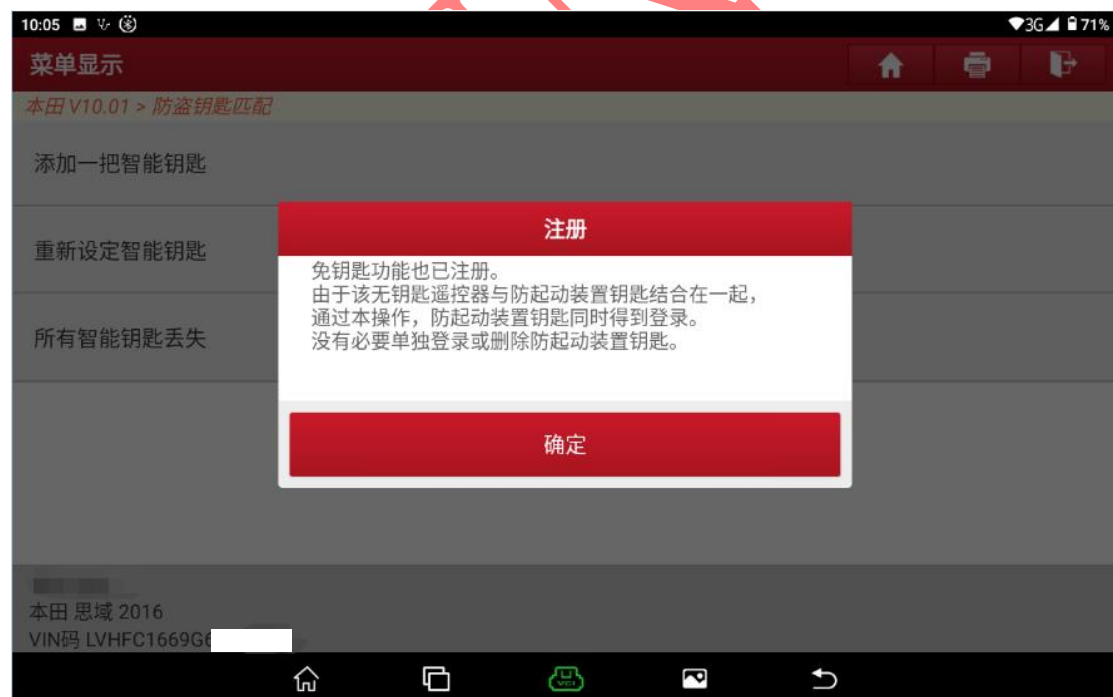 10:05
3G 71%
菜单显示
本田 V10.01 > 防盗钥匙匹配
添加一把智能钥匙
重新设定智能钥匙
所有智能钥匙丢失
注册
免钥匙功能也已注册。
由于该无钥匙遥控器与防起动装置钥匙结合在一起，
通过本操作，防起动装置钥匙同时得到登录。
没有必要单独登录或删除防起动装置钥匙。
确定
本田 思域 2016
VIN码 LVHFC1669G6
VCI